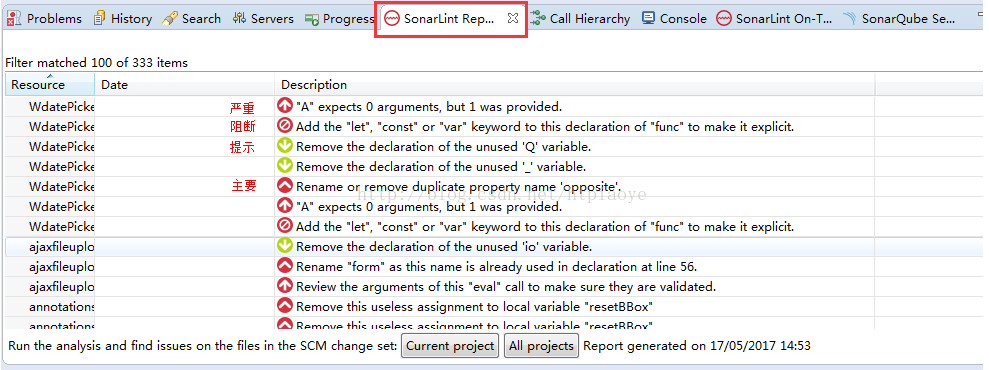 Problems History Search Servers Progress SonarLint Rep... Call Hierarchy Console SonarLint On-T... SonarQube Se...
Filter matched 100 of 333 items
Resource Date Description
WdatePicke 严重 "A" expects 0 arguments, but 1 was provided.
WdatePicke 阻断 Add the "let", "const" or "var" keyword to this declaration of "func" to make it explicit.
WdatePicke 提示 Remove the declaration of the unused 'Q' variable.
WdatePicke Remove the declaration of the unused '_' variable.
WdatePicke 主要 Rename or remove duplicate property name 'opposite'.
http://blog.csdn.net/htpiaoye
WdatePicke "A" expects 0 arguments, but 1 was provided.
WdatePicke Add the "let", "const" or "var" keyword to this declaration of "func" to make it explicit.
ajaxfileuplo Remove the declaration of the unused 'io' variable.
ajaxfileuplo Rename "form" as this name is already used in declaration at line 56.
ajaxfileuplo Review the arguments of this "eval" call to make sure they are validated.
annotations Remove this useless assignment to local variable "resetBBox"
annotations Remove this useless assignment to local variable "resetBBox"
Run the analysis and find issues on the files in the SCM change set: Current project All projects Report generated on 17/05/2017 14:53